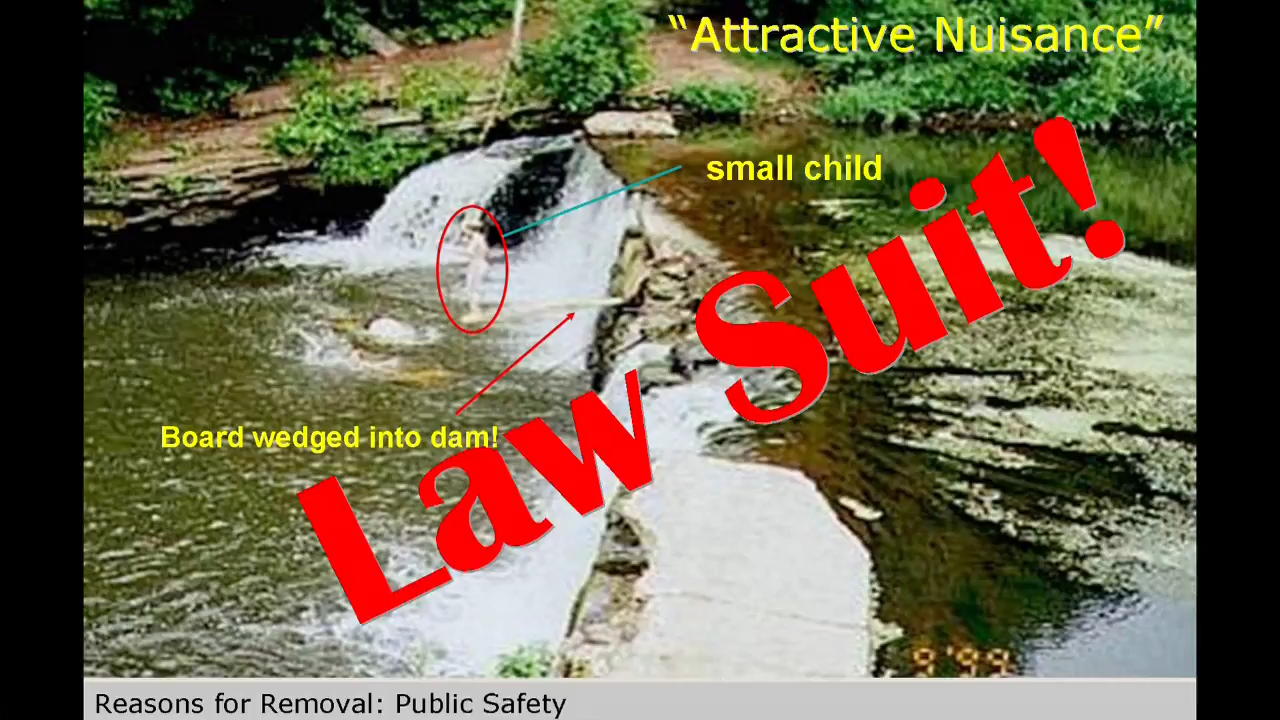 “Attractive Nuisance”
small child
Board wedged into dam!
Law Suit!
9 '99
Reasons for Removal: Public Safety